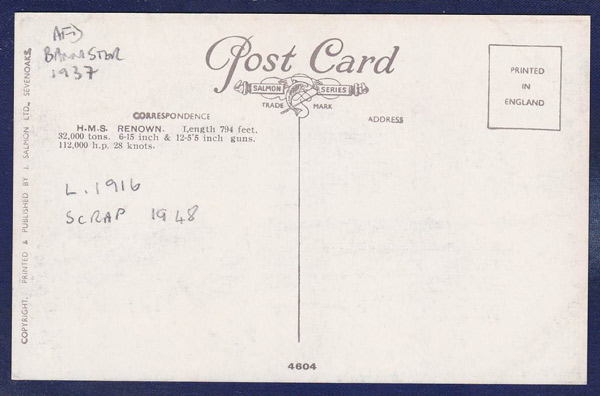 AFD
BANNISTER
1937
Post Card
SALMON SERIES
TRADE MARK
PRINTED
IN
ENGLAND
CORRESPONDENCE
ADDRESS
H.M.S. RENOWN. Length 794 feet.
32,000 tons. 6-15 inch & 12-5'5 inch guns.
112,000 h.p. 28 knots.
L. 1916
SCRAP 1948
COPYRIGHT. PRINTED & PUBLISHED BY J. SALMON LTD. SEVENOAKS
4604